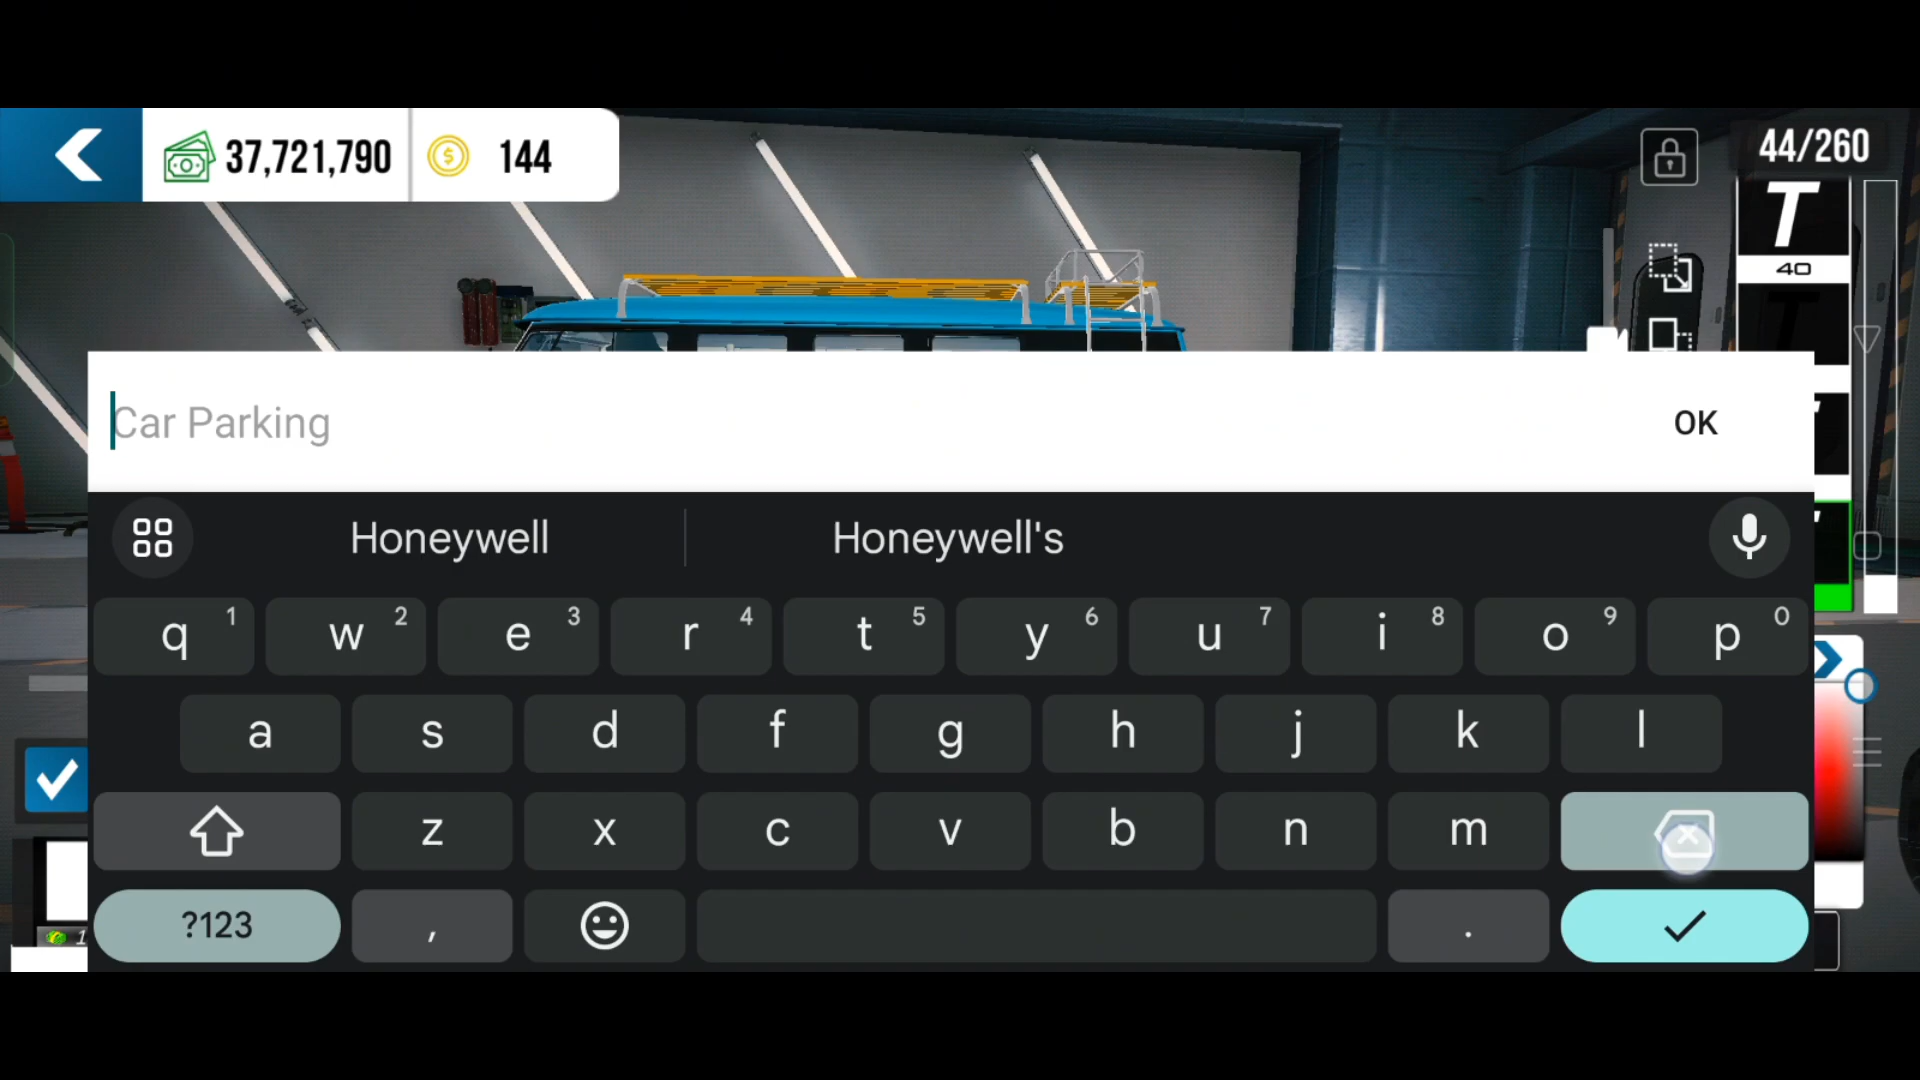 37,721,790
144
44/260
T
40
Car Parking
OK
Honeywell
Honeywell's
q 1 w 2 e 3 r 4 t 5 y 6 u 7 i 8 o 9 p 0
a s d f g h j k l
z x c v b n m
?123 , .
1